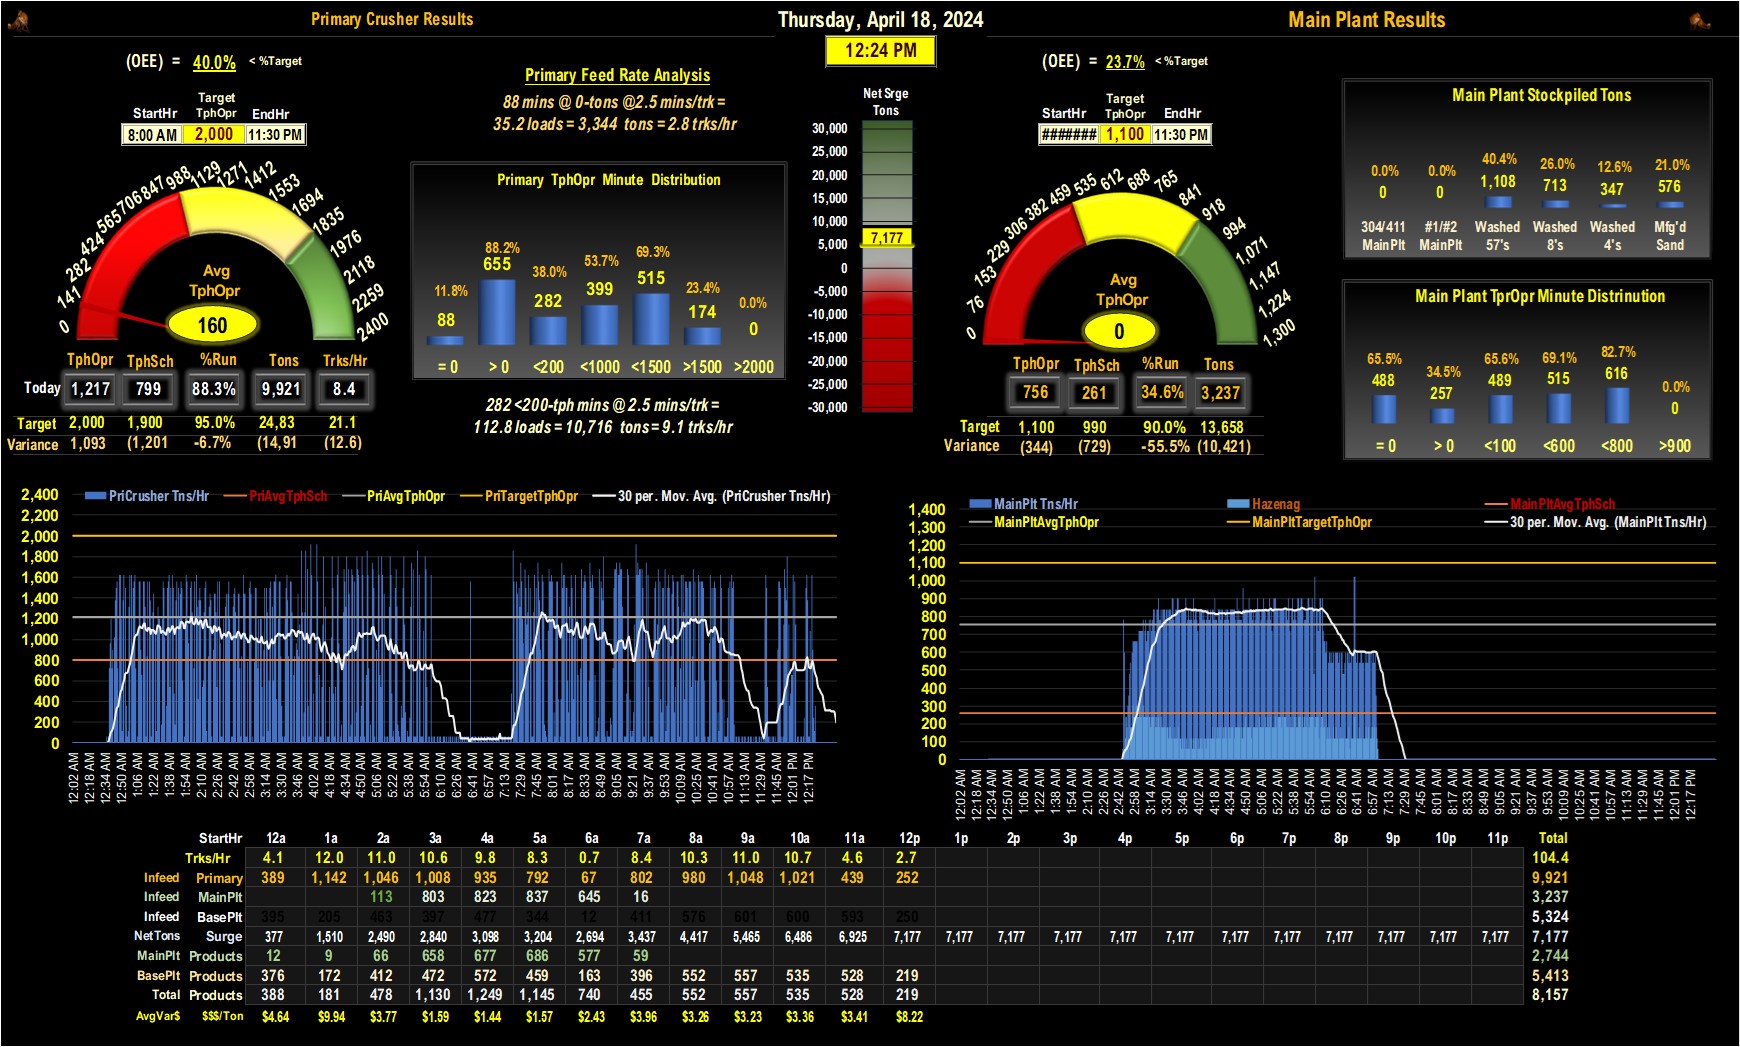 Primary Crusher Results
Thursday, April 18, 2024
Main Plant Results
12:24 PM
(OEE) = 40.0% < %Target
StartHr Target TphOpr EndHr
8:00 AM 2,000 11:30 PM
0 141 282 424 565 706 847 988 1129 1271 1412 1553 1694 1835 1976 2118 2259 2400
Avg
TphOpr
160
TphOpr TphSch %Run Tons Trks/Hr
Today 1,217 799 88.3% 9,921 8.4
Target 2,000 1,900 95.0% 24,83 21.1
Variance 1,093 (1,201 -6.7% (14,91 (12.6)
Primary Feed Rate Analysis
88 mins @ 0-tons @2.5 mins/trk =
35.2 loads = 3,344 tons = 2.8 trks/hr
Primary TphOpr Minute Distribution
11.8% 88.2% 38.0% 53.7% 69.3% 23.4% 0.0%
88 655 282 399 515 174 0
= 0 > 0 <200 <1000 <1500 >1500 >2000
282 <200-tph mins @ 2.5 mins/trk =
112.8 loads = 10,716 tons = 9.1 trks/hr
Net Srge
Tons
30,000
25,000
20,000
15,000
10,000
7,177
5,000
0
-5,000
-10,000
-15,000
-20,000
-25,000
-30,000
(OEE) = 23.7% < %Target
StartHr Target TphOpr EndHr
####### 1,100 11:30 PM
0 76 153 229 306 382 459 535 612 688 765 841 918 994 1,071 1,147 1,224 1,300
Avg
TphOpr
0
TphOpr TphSch %Run Tons
756 261 34.6% 3,237
Target 1,100 990 90.0% 13,658
Variance (344) (729) -55.5% (10,421)
Main Plant Stockpiled Tons
0.0% 0.0% 40.4% 26.0% 12.6% 21.0%
0 0 1,108 713 347 576
304/411 #1/#2 Washed Washed Washed Mfg'd
MainPlt MainPlt 57's 8's 4's Sand
Main Plant TprOpr Minute Distrinution
65.5% 34.5% 65.6% 69.1% 82.7% 0.0%
488 257 489 515 616 0
= 0 > 0 <100 <600 <800 >900
PriCrusher Tns/Hr PriAvgTphSch PriAvgTphOpr PriTargetTphOpr 30 per. Mov. Avg. (PriCrusher Tns/Hr)
2,400
2,200
2,000
1,800
1,600
1,400
1,200
1,000
800
600
400
200
0
12:02 AM 12:18 AM 12:34 AM 12:50 AM 1:06 AM 1:22 AM 1:38 AM 1:54 AM 2:10 AM 2:26 AM 2:42 AM 2:58 AM 3:14 AM 3:30 AM 3:46 AM 4:02 AM 4:18 AM 4:34 AM 4:50 AM 5:06 AM 5:22 AM 5:38 AM 5:54 AM 6:10 AM 6:26 AM 6:41 AM 6:57 AM 7:13 AM 7:29 AM 7:45 AM 8:01 AM 8:17 AM 8:33 AM 8:49 AM 9:05 AM 9:21 AM 9:37 AM 9:53 AM 10:09 AM 10:25 AM 10:41 AM 10:57 AM 11:13 AM 11:29 AM 11:45 AM 12:01 PM 12:17 PM
MainPlt Tns/Hr Hazenag MainPltAvgTphSch
MainPltAvgTphOpr MainPltTargetTphOpr 30 per. Mov. Avg. (MainPlt Tns/Hr)
1,400
1,300
1,200
1,100
1,000
900
800
700
600
500
400
300
200
100
0
12:02 AM 12:18 AM 12:34 AM 12:50 AM 1:06 AM 1:22 AM 1:38 AM 1:54 AM 2:10 AM 2:26 AM 2:42 AM 2:58 AM 3:14 AM 3:30 AM 3:46 AM 4:02 AM 4:18 AM 4:34 AM 4:50 AM 5:06 AM 5:22 AM 5:38 AM 5:54 AM 6:10 AM 6:26 AM 6:41 AM 6:57 AM 7:13 AM 7:29 AM 7:45 AM 8:01 AM 8:17 AM 8:33 AM 8:49 AM 9:05 AM 9:21 AM 9:37 AM 9:53 AM 10:09 AM 10:25 AM 10:41 AM 10:57 AM 11:13 AM 11:29 AM 11:45 AM 12:01 PM 12:17 PM
StartHr 12a 1a 2a 3a 4a 5a 6a 7a 8a 9a 10a 11a 12p 1p 2p 3p 4p 5p 6p 7p 8p 9p 10p 11p Total
Trks/Hr 4.1 12.0 11.0 10.6 9.8 8.3 0.7 8.4 10.3 11.0 10.7 4.6 2.7 104.4
Infeed Primary 389 1,142 1,046 1,008 935 792 67 802 980 1,048 1,021 439 252 9,921
Infeed MainPlt 113 803 823 837 645 16 3,237
Infeed BasePlt 395 205 463 397 477 344 12 411 576 601 600 593 250 5,324
NetTons Surge 377 1,510 2,490 2,840 3,098 3,204 2,694 3,437 4,417 5,465 6,486 6,925 7,177 7,177 7,177 7,177 7,177 7,177 7,177 7,177 7,177 7,177 7,177 7,177 7,177
MainPlt Products 12 9 66 658 677 686 577 59 2,744
BasePlt Products 376 172 412 472 572 459 163 396 552 557 535 528 219 5,413
Total Products 388 181 478 1,130 1,249 1,145 740 455 552 557 535 528 219 8,157
AvgVar$ $$$/Ton $4.64 $9.94 $3.77 $1.59 $1.44 $1.57 $2.43 $3.96 $3.26 $3.23 $3.36 $3.41 $8.22